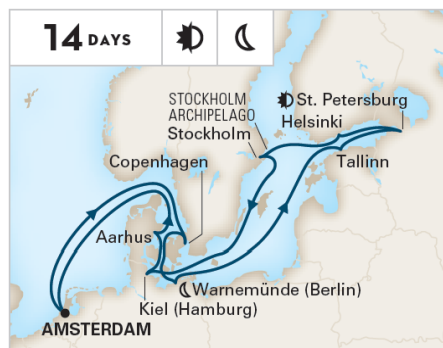 14 DAYS
STOCKHOLM
ARCHIPELAGO
Stockholm
St. Petersburg
Helsinki
Tallinn
Copenhagen
Aarhus
Warnemünde (Berlin)
Kiel (Hamburg)
AMSTERDAM